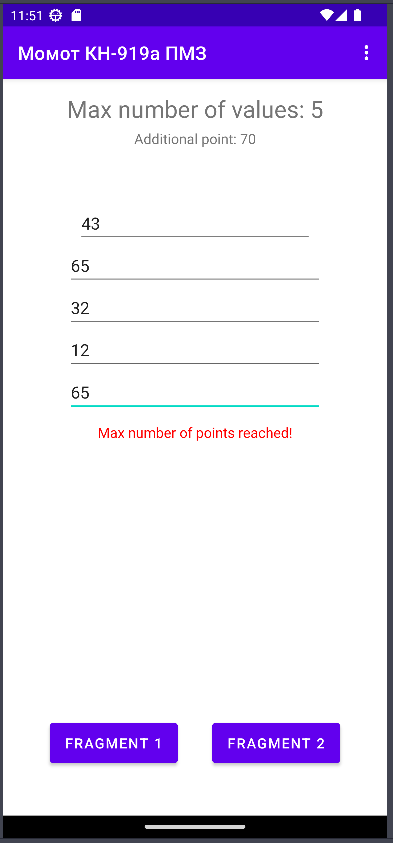 11:51
Момот КН-919а ПМЗ
Max number of values: 5
Additional point: 70
43
65
32
12
65
Max number of points reached!
FRAGMENT 1
FRAGMENT 2